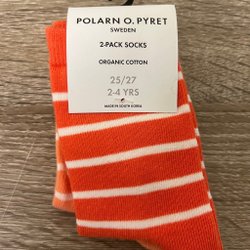 POLARN O. PYRET
SWEDEN
2-PACK SOCKS
ORGANIC COTTON
25/27
2-4 YRS
MADE IN SOUTH KOREA